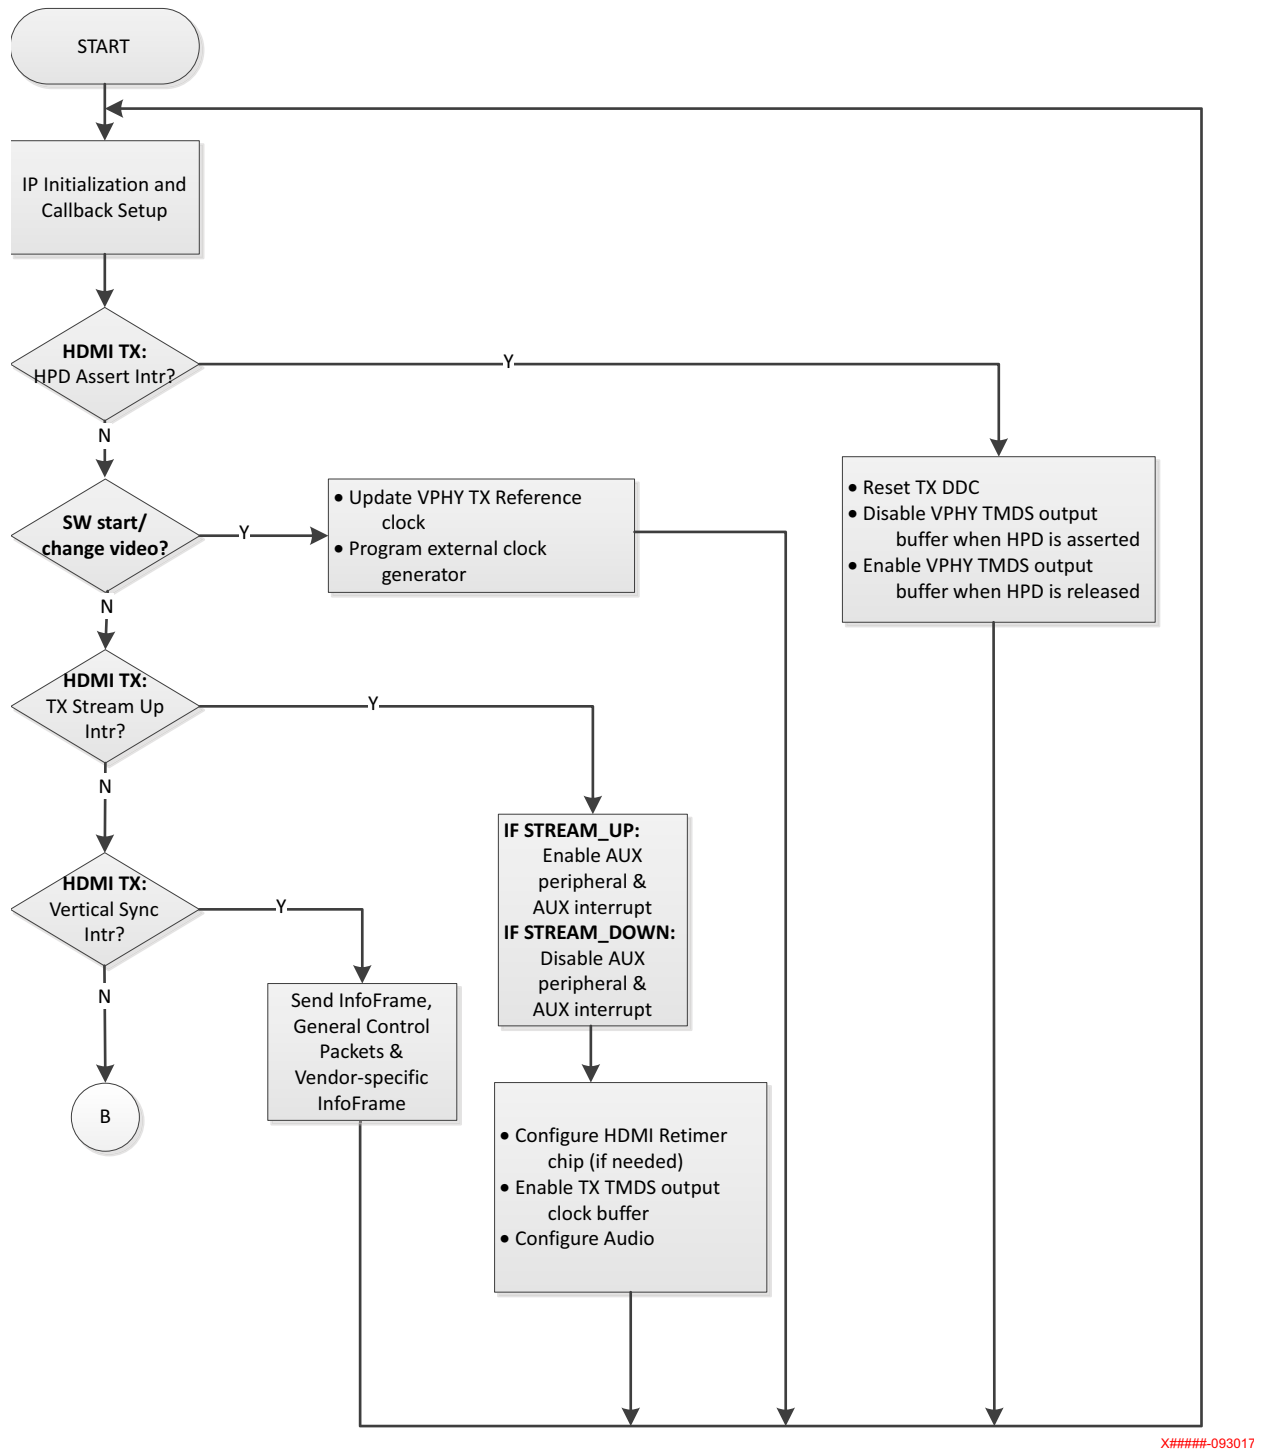 START
IP Initialization and
Callback Setup
HDMI TX:
HPD Assert Intr?
Y
N
SW start/
change video?
Y
• Update VPHY TX Reference
clock
• Program external clock
generator
• Reset TX DDC
• Disable VPHY TMDS output
buffer when HPD is asserted
• Enable VPHY TMDS output
buffer when HPD is released
N
HDMI TX:
TX Stream Up
Intr?
Y
N
IF STREAM_UP:
Enable AUX
peripheral &
AUX interrupt
IF STREAM_DOWN:
Disable AUX
peripheral &
AUX interrupt
HDMI TX:
Vertical Sync
Intr?
Y
N
Send InfoFrame,
General Control
Packets &
Vendor-specific
InfoFrame
B
• Configure HDMI Retimer
chip (if needed)
• Enable TX TMDS output
clock buffer
• Configure Audio
X#####-093017